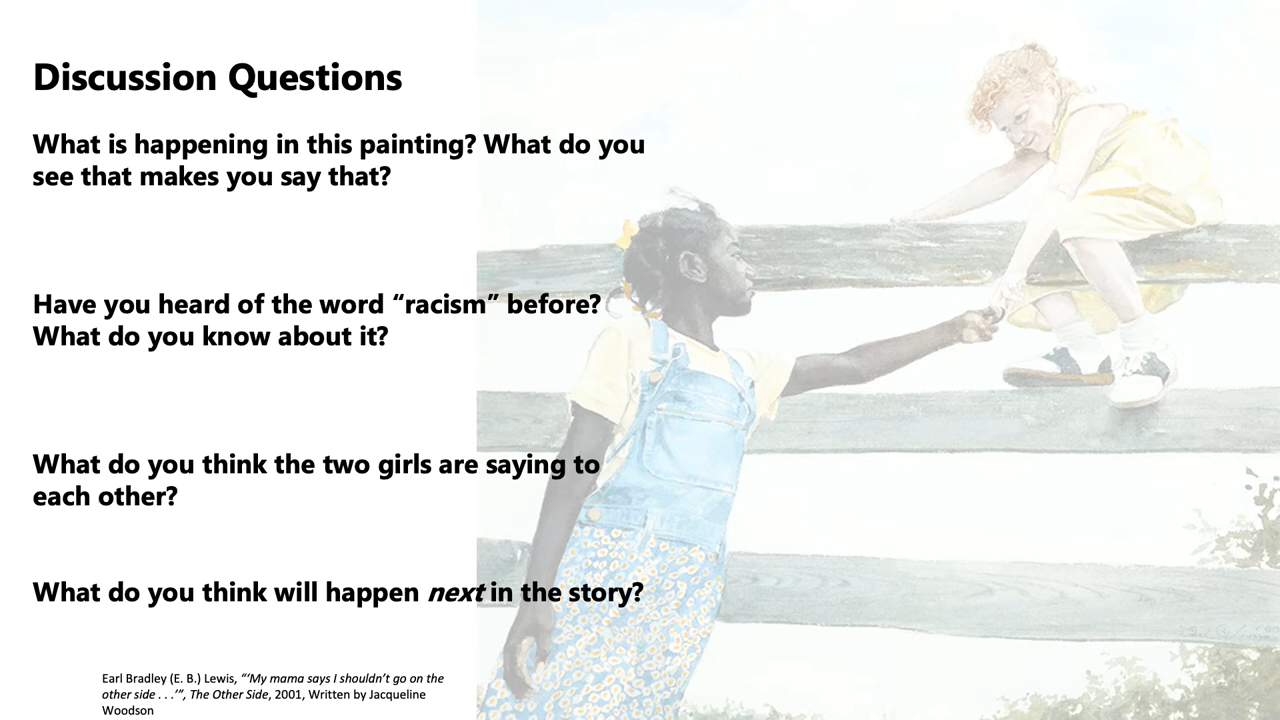 Discussion Questions
What is happening in this painting? What do you
see that makes you say that?
Have you heard of the word “racism” before?
What do you know about it?
What do you think the two girls are saying to
each other?
What do you think will happen next in the story?
Earl Bradley (E. B.) Lewis, “‘My mama says I shouldn’t go on the
other side . . .’”, The Other Side, 2001, Written by Jacqueline
Woodson